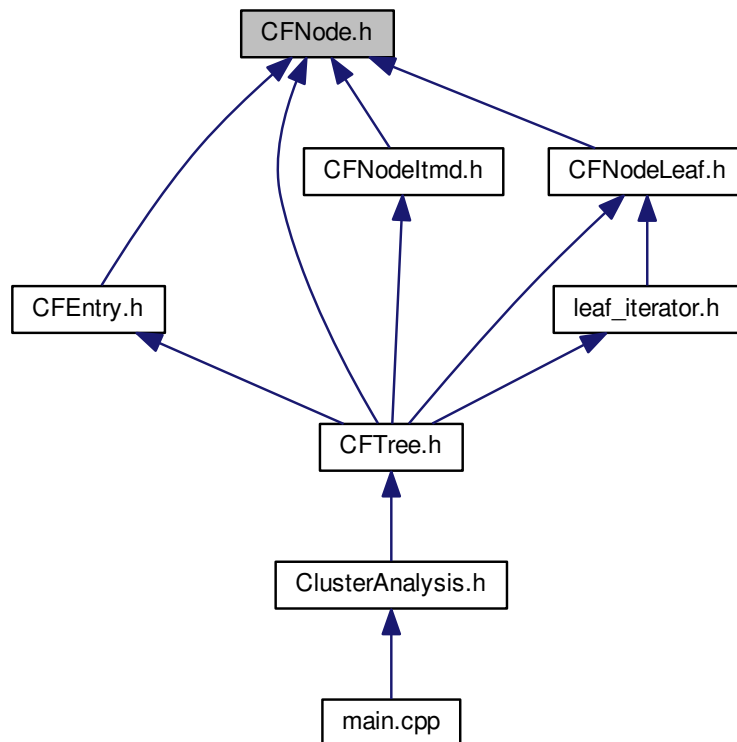 CFNode.h
CFNodeItmd.h
CFNodeLeaf.h
CFEntry.h
leaf_iterator.h
CFTree.h
ClusterAnalysis.h
main.cpp